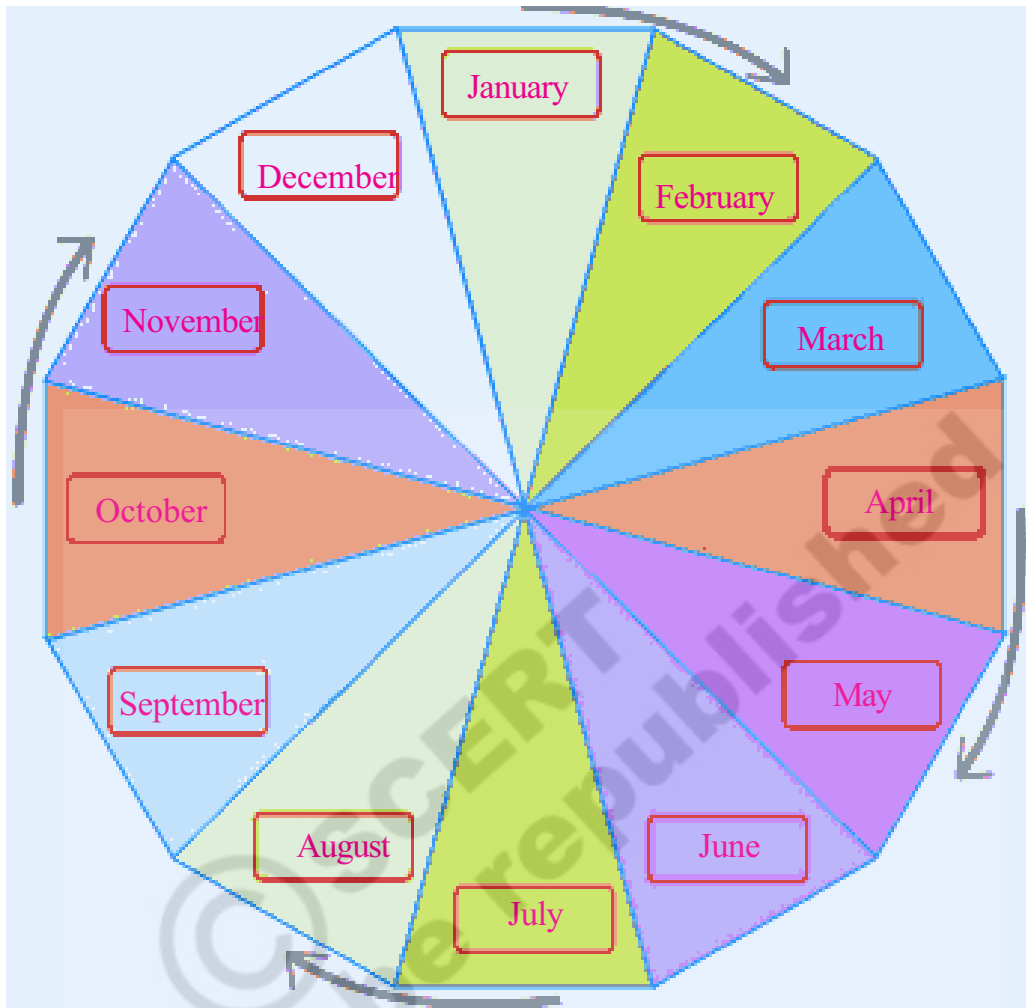 January
February
March
April
May
June
July
August
September
October
November
December
© SCERT
be republished